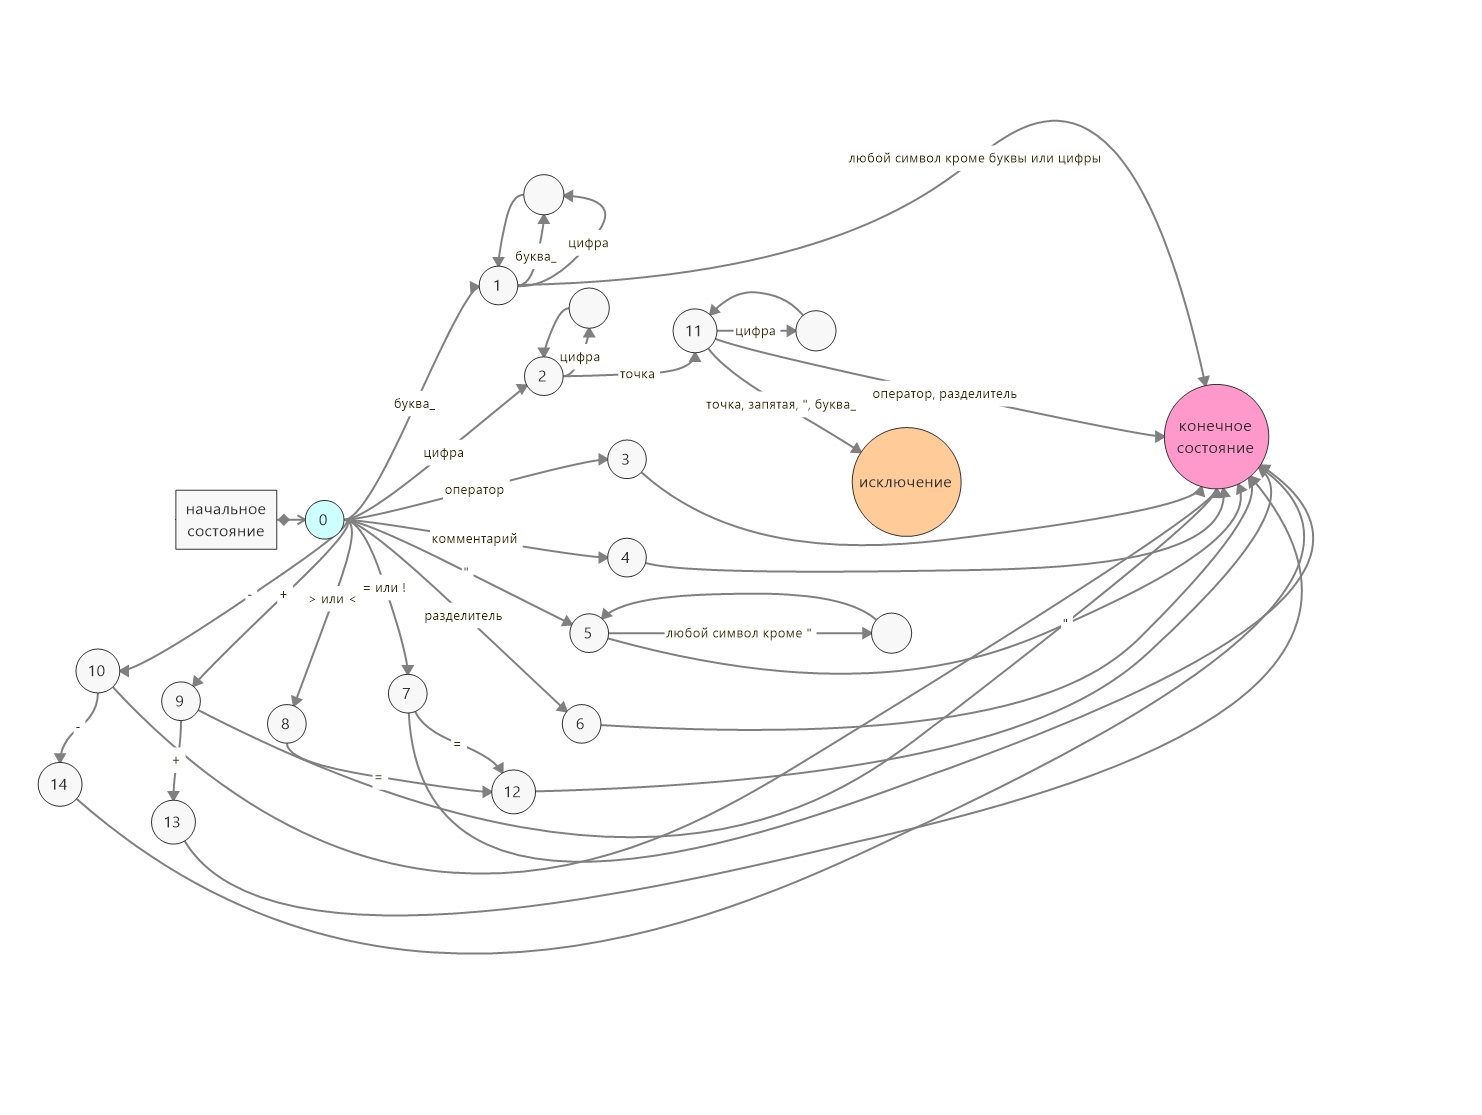 любой символ кроме буквы или цифры
цифра
буква_
1
11
цифра
цифра
2
точка
буква_
точка, запятая, ", буква_
оператор, разделитель
конечное
состояние
цифра
3
исключение
оператор
начальное
состояние
0
комментарий
4
"
-
+
> или <
= или !
разделитель
5
любой символ кроме "
"
10
9
8
7
6
-
=
+
=
14
12
13